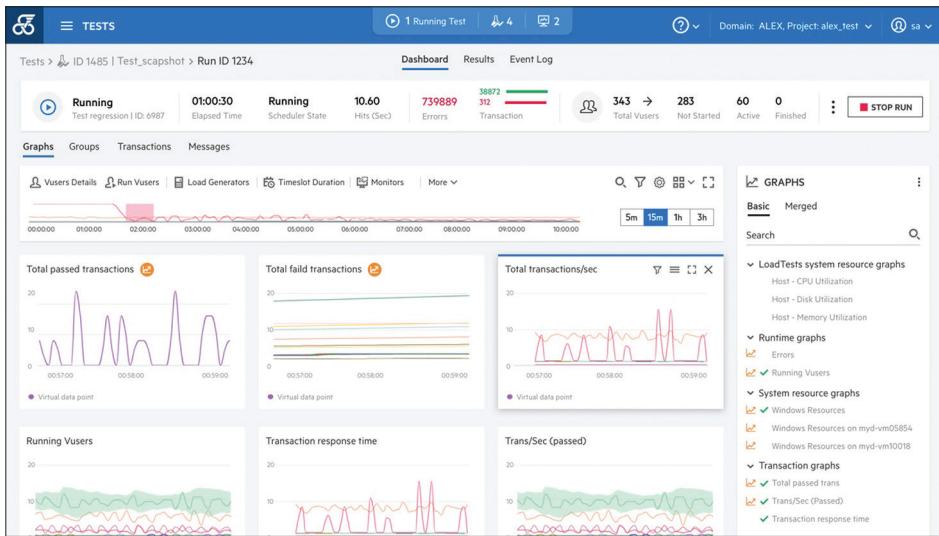 TESTS
1 Running Test 4 2
Domain: ALEX, Project: alex_test
sa
Tests > ID 1485 | Test_scapshot > Run ID 1234
Dashboard Results Event Log
Running
Test regression | ID: 6987
01:00:30
Elapsed Time
Running
Scheduler State
10.60
Hits (Sec)
739889
Errorrs
38872
312
Transaction
343
Total Vusers
283
Not Started
60
Active
0
Finished
STOP RUN
Graphs Groups Transactions Messages
Vusers Details Run Vusers Load Generators Timeslot Duration Monitors More
00:00:00 01:00:00 02:00:00 03:00:00 04:00:00 05:00:00 06:00:00 07:00:00 08:00:00 09:00:00 10:00:00
5m 15m 1h 3h
Total passed transactions
20
10
0
00:57:00 00:58:00 00:59:00
Virtual data point
Total faild transactions
20
10
0
00:57:00 00:58:00 00:59:00
Virtual data point
Total transactions/sec
20
10
0
00:57:00 00:58:00 00:59:00
Virtual data point
Running Vusers
20
10
Transaction response time
20
10
Trans/Sec (passed)
20
10
GRAPHS
Basic Merged
Search
LoadTests system resource graphs
Host - CPU Utilization
Host - Disk Utilization
Host - Memory Utilization
Runtime graphs
Errors
Running Vusers
System resource graphs
Windows Resources
Windows Resources on myd-vm05854
Windows Resources on myd-vm10018
Transaction graphs
Total passed trans
Trans/Sec (Passed)
Transaction response time